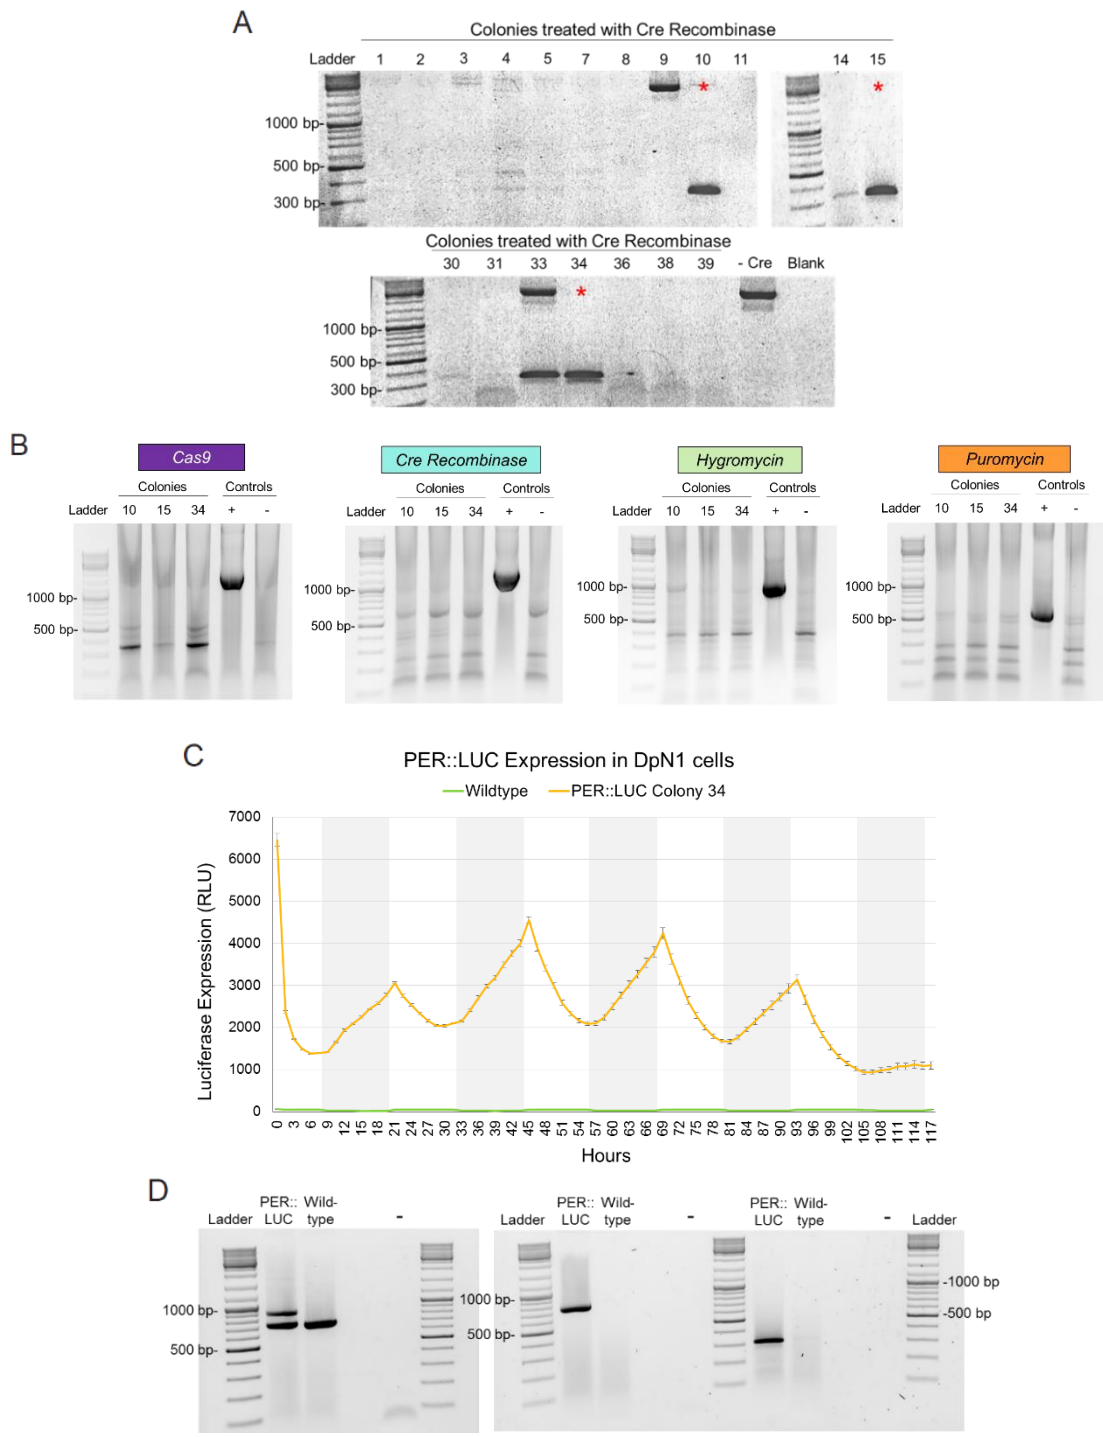 A
Colonies treated with Cre Recombinase
Ladder 1 2 3 4 5 7 8 9 10 11 14 15
* *
1000 bp-
500 bp-
300 bp-
Colonies treated with Cre Recombinase
30 31 33 34 36 38 39 - Cre Blank
*
1000 bp-
500 bp-
300 bp-
B
Cas9 Cre Recombinase Hygromycin Puromycin
Colonies Controls Colonies Controls Colonies Controls Colonies Controls
Ladder 10 15 34 + - Ladder 10 15 34 + - Ladder 10 15 34 + - Ladder 10 15 34 + -
1000 bp- 1000 bp- 1000 bp- 1000 bp-
500 bp- 500 bp- 500 bp- 500 bp-
C
PER::LUC Expression in DpN1 cells
Wildtype PER::LUC Colony 34
7000
6000
5000
4000
3000
2000
1000
0
Luciferase Expression (RLU)
0 3 6 9 12 15 18 21 24 27 30 33 36 39 42 45 48 51 54 57 60 63 66 69 72 75 78 81 84 87 90 93 96 99 102 105 108 111 114 117
Hours
D
PER:: Wild- PER:: Wild- PER:: Wild-
Ladder LUC type - Ladder LUC type - LUC type - Ladder
1000 bp- 1000 bp- -1000 bp
500 bp- 500 bp- -500 bp